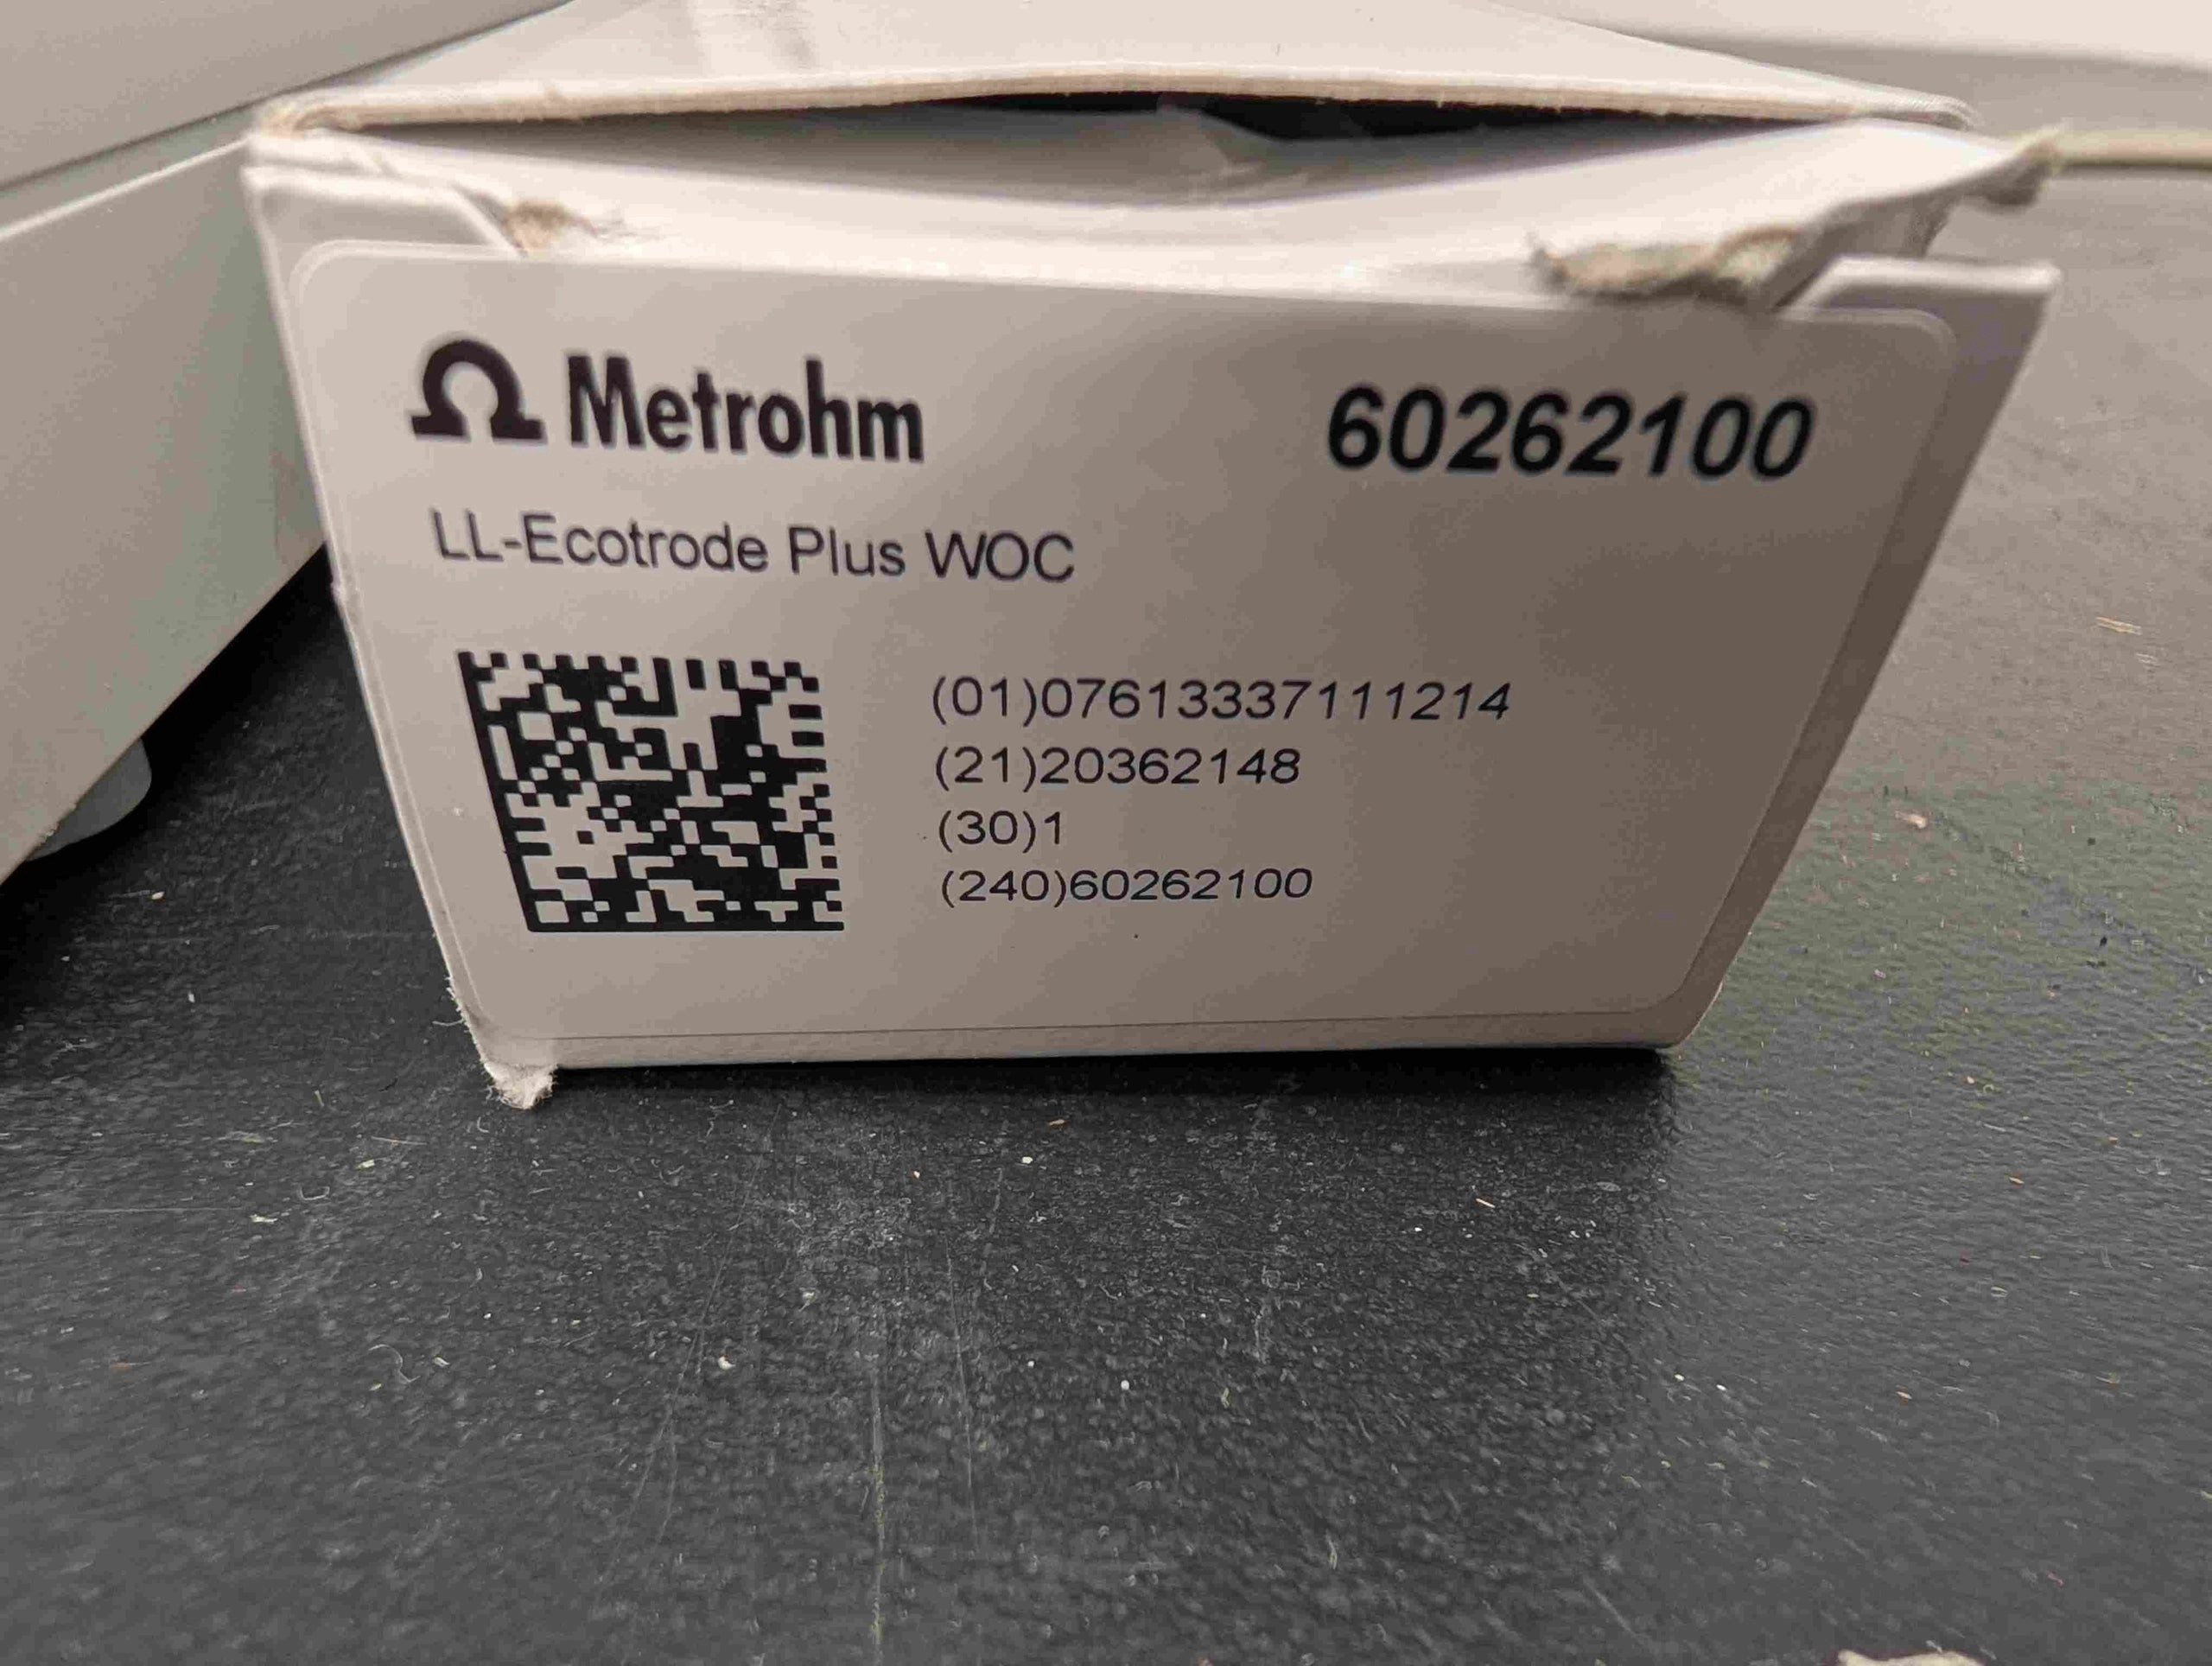 Ω Metrohm
60262100
LL-Ecotrode Plus WOC
(01)07613337111214
(21)20362148
(30)1
(240)60262100